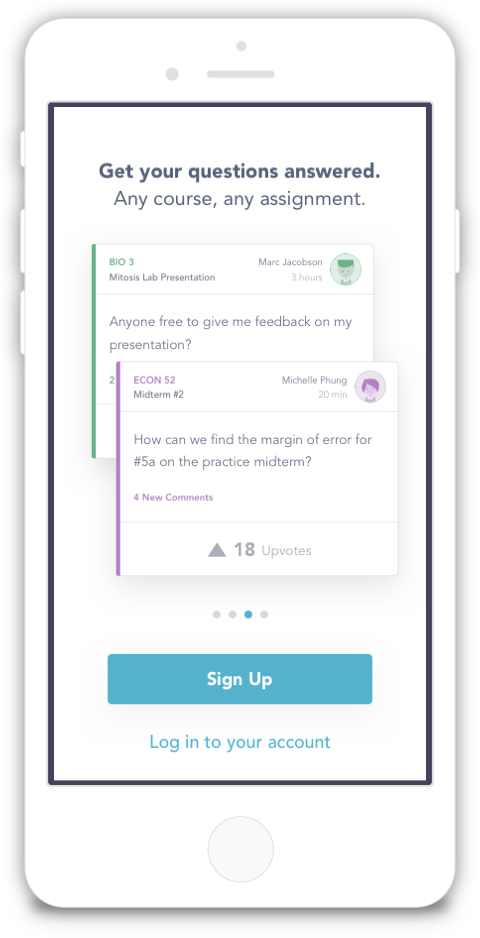 Get your questions answered.
Any course, any assignment.
BIO 3
Marc Jacobson
Mitosis Lab Presentation
3 hours
Anyone free to give me feedback on my
presentation?
2
ECON 52
Michelle Phung
Midterm #2
20 min
How can we find the margin of error for
#5a on the practice midterm?
4 New Comments
18 Upvotes
Sign Up
Log in to your account